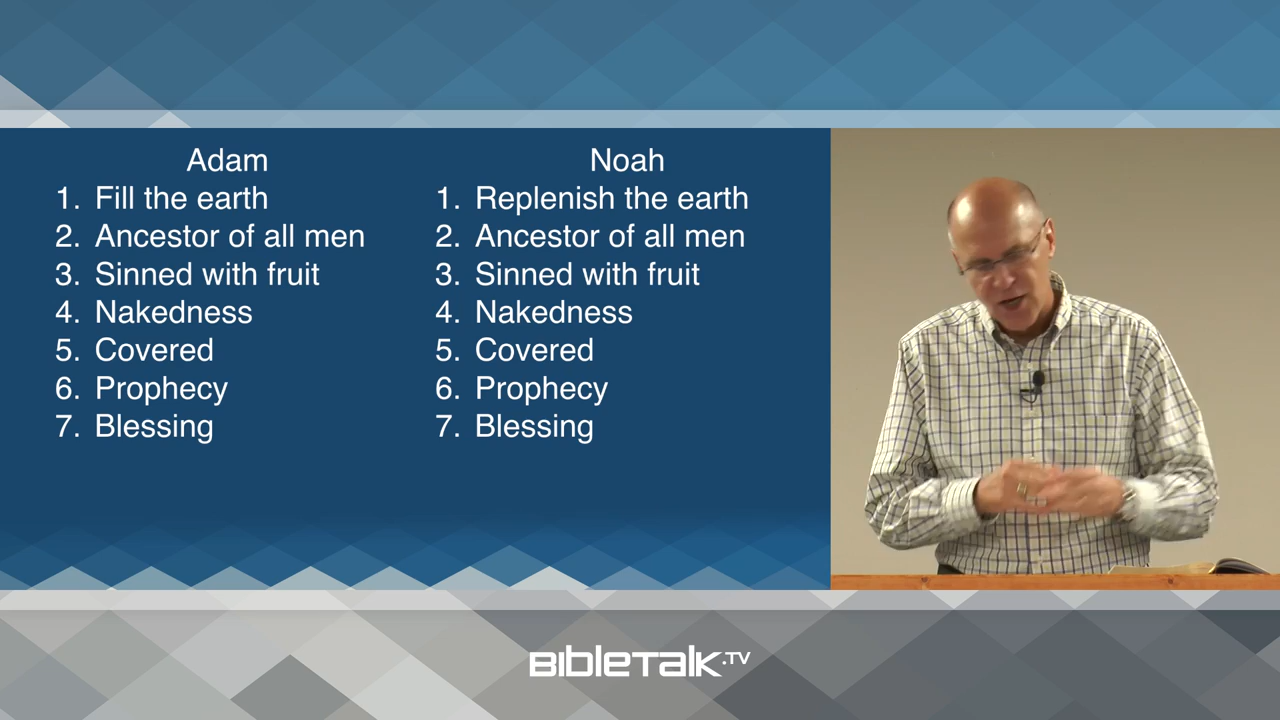 Adam
1. Fill the earth
2. Ancestor of all men
3. Sinned with fruit
4. Nakedness
5. Covered
6. Prophecy
7. Blessing
Noah
1. Replenish the earth
2. Ancestor of all men
3. Sinned with fruit
4. Nakedness
5. Covered
6. Prophecy
7. Blessing
BIBLETALK.TV